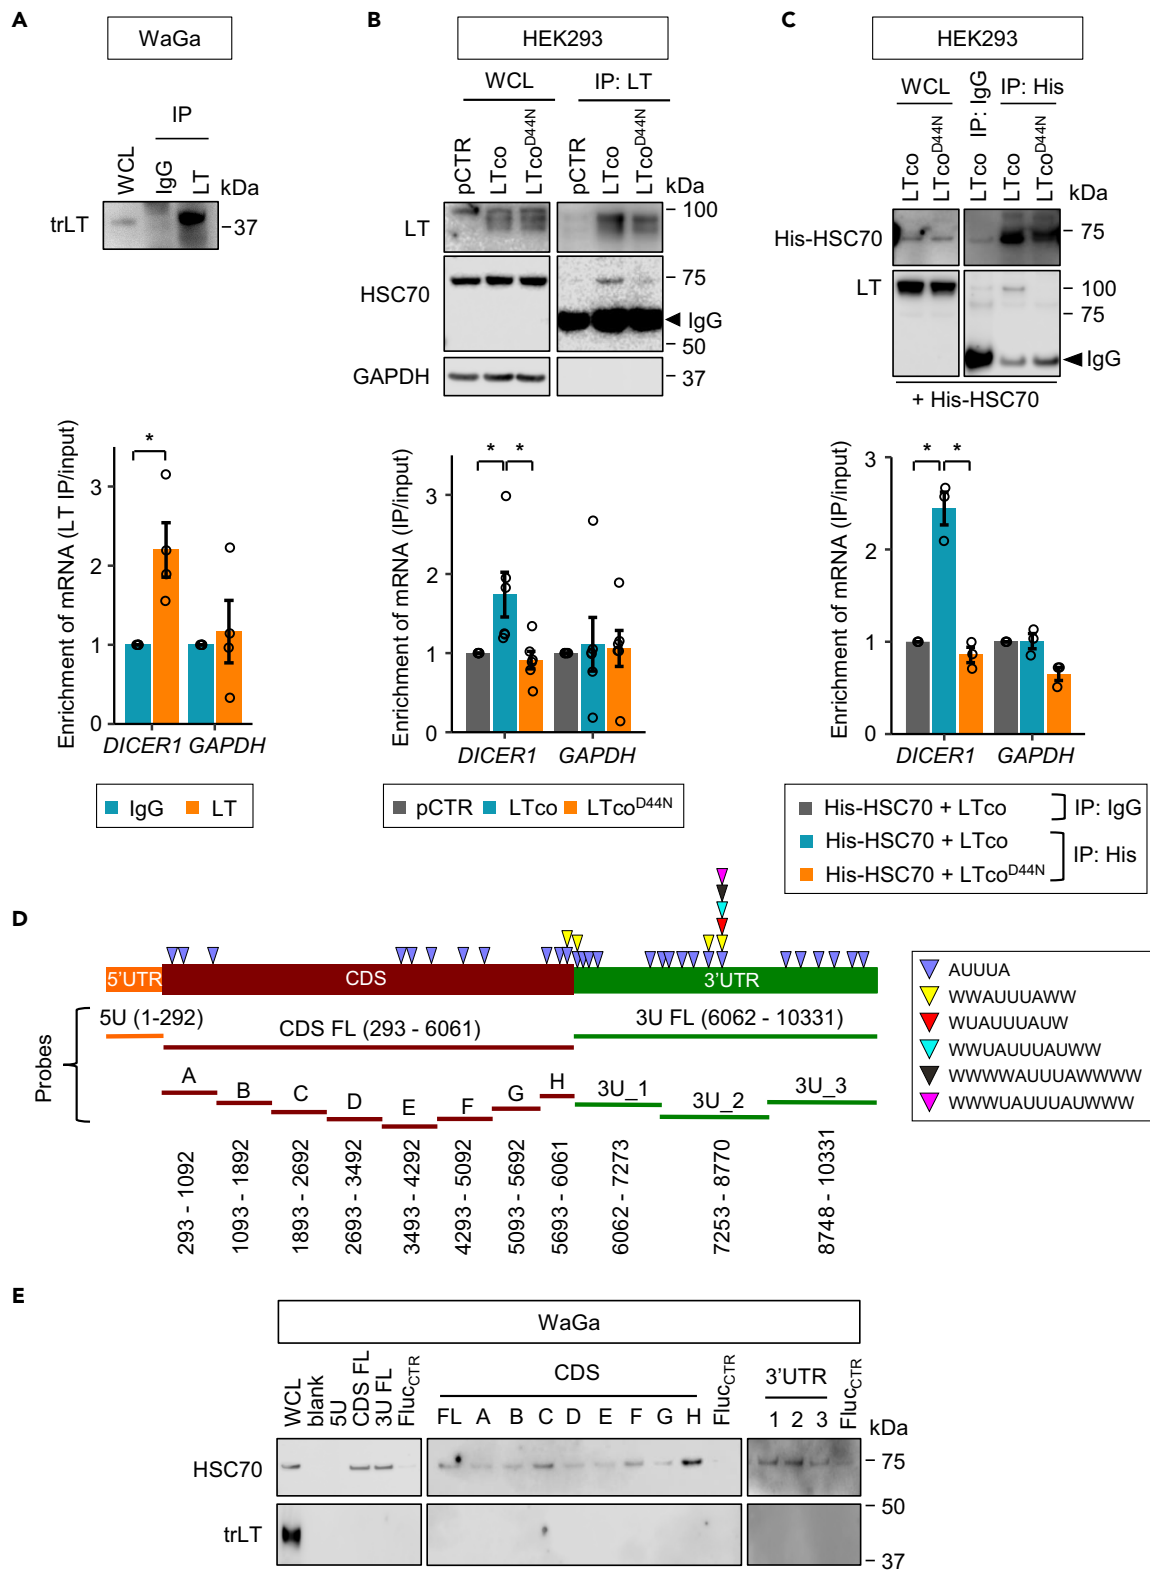 A
WaGa
IP
WCL
IgG
LT
kDa
trLT
37
Enrichment of mRNA (LT IP/input)
3
2
1
0
*
DICER1 GAPDH
IgG LT
B
HEK293
WCL
IP: LT
pCTR
LTco
LTco^D44N
pCTR
LTco
LTco^D44N
kDa
LT
100
HSC70
75
IgG
50
GAPDH
37
Enrichment of mRNA (IP/input)
3
2
1
0
* *
DICER1 GAPDH
pCTR LTco LTco^D44N
C
HEK293
WCL
IP: IgG
IP: His
LTco
LTco^D44N
LTco
LTco
LTco^D44N
kDa
His-HSC70
75
LT
100
75
IgG
+ His-HSC70
Enrichment of mRNA (IP/input)
3
2
1
0
* *
DICER1 GAPDH
His-HSC70 + LTco IP: IgG
His-HSC70 + LTco
IP: His
His-HSC70 + LTco^D44N
D
5'UTR CDS 3'UTR
Probes
5U (1-292)
CDS FL (293 - 6061)
3U FL (6062 - 10331)
A B C D E F G H 3U_1 3U_2 3U_3
293 - 1092
1093 - 1892
1893 - 2692
2693 - 3492
3493 - 4292
4293 - 5092
5093 - 5692
5693 - 6061
6062 - 7273
7253 - 8770
8748 - 10331
AUUUA
WWAUUUAWW
WUAUUUAUW
WWUAUUUAUWW
WWWWAUUUAWWWW
WWWUAUUUAUWWW
E
WaGa
WCL
blank
5U
CDS FL
3U FL
Fluc_CTR
CDS
FL A B C D E F G H
Fluc_CTR
3'UTR
1 2 3
Fluc_CTR
kDa
HSC70
75
50
trLT
37